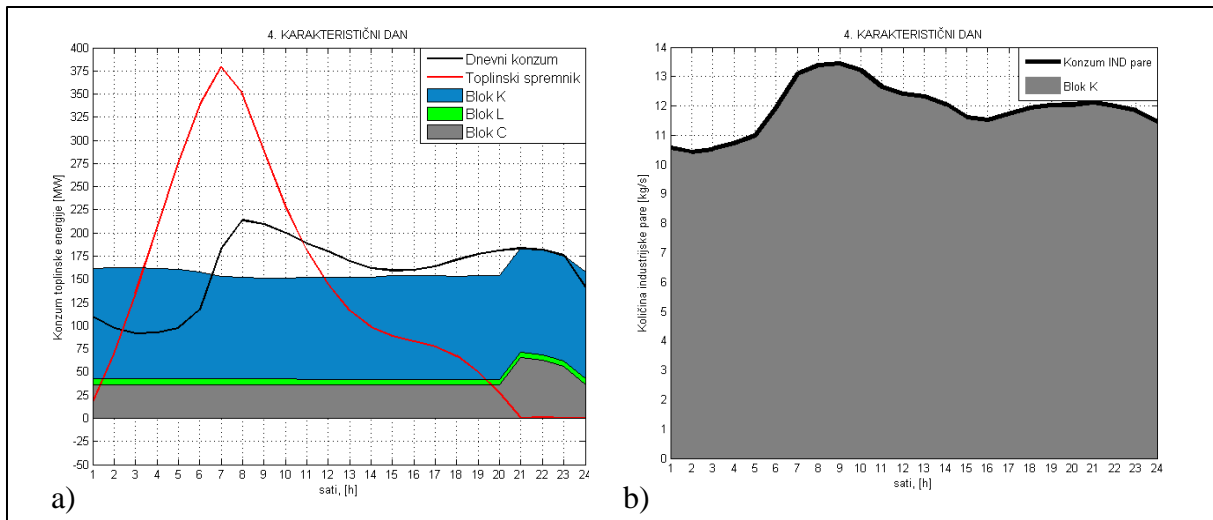 4. KARAKTERISTIČNI DAN
Konzum toplinske energije [MW]
400
375
350
325
300
275
250
225
200
175
150
125
100
75
50
25
0
-25
-50
Dnevni konzum
Toplinski spremnik
Blok K
Blok L
Blok C
1 2 3 4 5 6 7 8 9 10 11 12 13 14 15 16 17 18 19 20 21 22 23 24
sati, [h]
a)
4. KARAKTERISTIČNI DAN
Količina industrijske pare [kg/s]
14
13
12
11
10
9
8
7
6
5
4
3
2
1
0
Konzum IND pare
Blok K
1 2 3 4 5 6 7 8 9 10 11 12 13 14 15 16 17 18 19 20 21 22 23 24
sati, [h]
b)